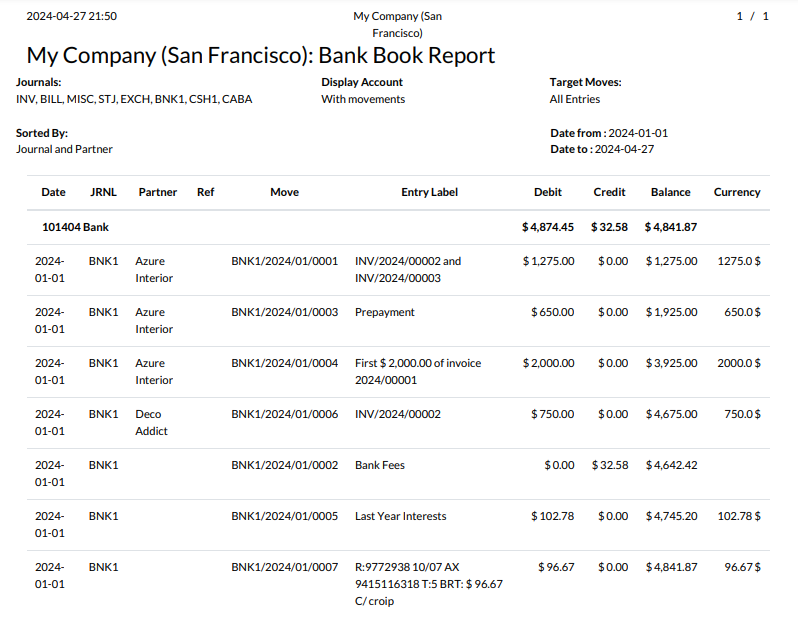 2024-04-27 21:50 My Company (San 1 / 1
Francisco)
My Company (San Francisco): Bank Book Report
Journals: Display Account Target Moves:
INV, BILL, MISC, STJ, EXCH, BNK1, CSH1, CABA With movements All Entries
Sorted By: Date from : 2024-01-01
Journal and Partner Date to : 2024-04-27
Date JRNL Partner Ref Move Entry Label Debit Credit Balance Currency
101404 Bank $ 4,874.45 $ 32.58 $ 4,841.87
2024- BNK1 Azure BNK1/2024/01/0001 INV/2024/00002 and $ 1,275.00 $ 0.00 $ 1,275.00 1275.0 $
01-01 Interior INV/2024/00003
2024- BNK1 Azure BNK1/2024/01/0003 Prepayment $ 650.00 $ 0.00 $ 1,925.00 650.0 $
01-01 Interior
2024- BNK1 Azure BNK1/2024/01/0004 First $ 2,000.00 of invoice $ 2,000.00 $ 0.00 $ 3,925.00 2000.0 $
01-01 Interior 2024/00001
2024- BNK1 Deco BNK1/2024/01/0006 INV/2024/00002 $ 750.00 $ 0.00 $ 4,675.00 750.0 $
01-01 Addict
2024- BNK1 BNK1/2024/01/0002 Bank Fees $ 0.00 $ 32.58 $ 4,642.42
01-01
2024- BNK1 BNK1/2024/01/0005 Last Year Interests $ 102.78 $ 0.00 $ 4,745.20 102.78 $
01-01
2024- BNK1 BNK1/2024/01/0007 R:9772938 10/07 AX $ 96.67 $ 0.00 $ 4,841.87 96.67 $
01-01 9415116318 T:5 BRT: $ 96.67
C/ croip